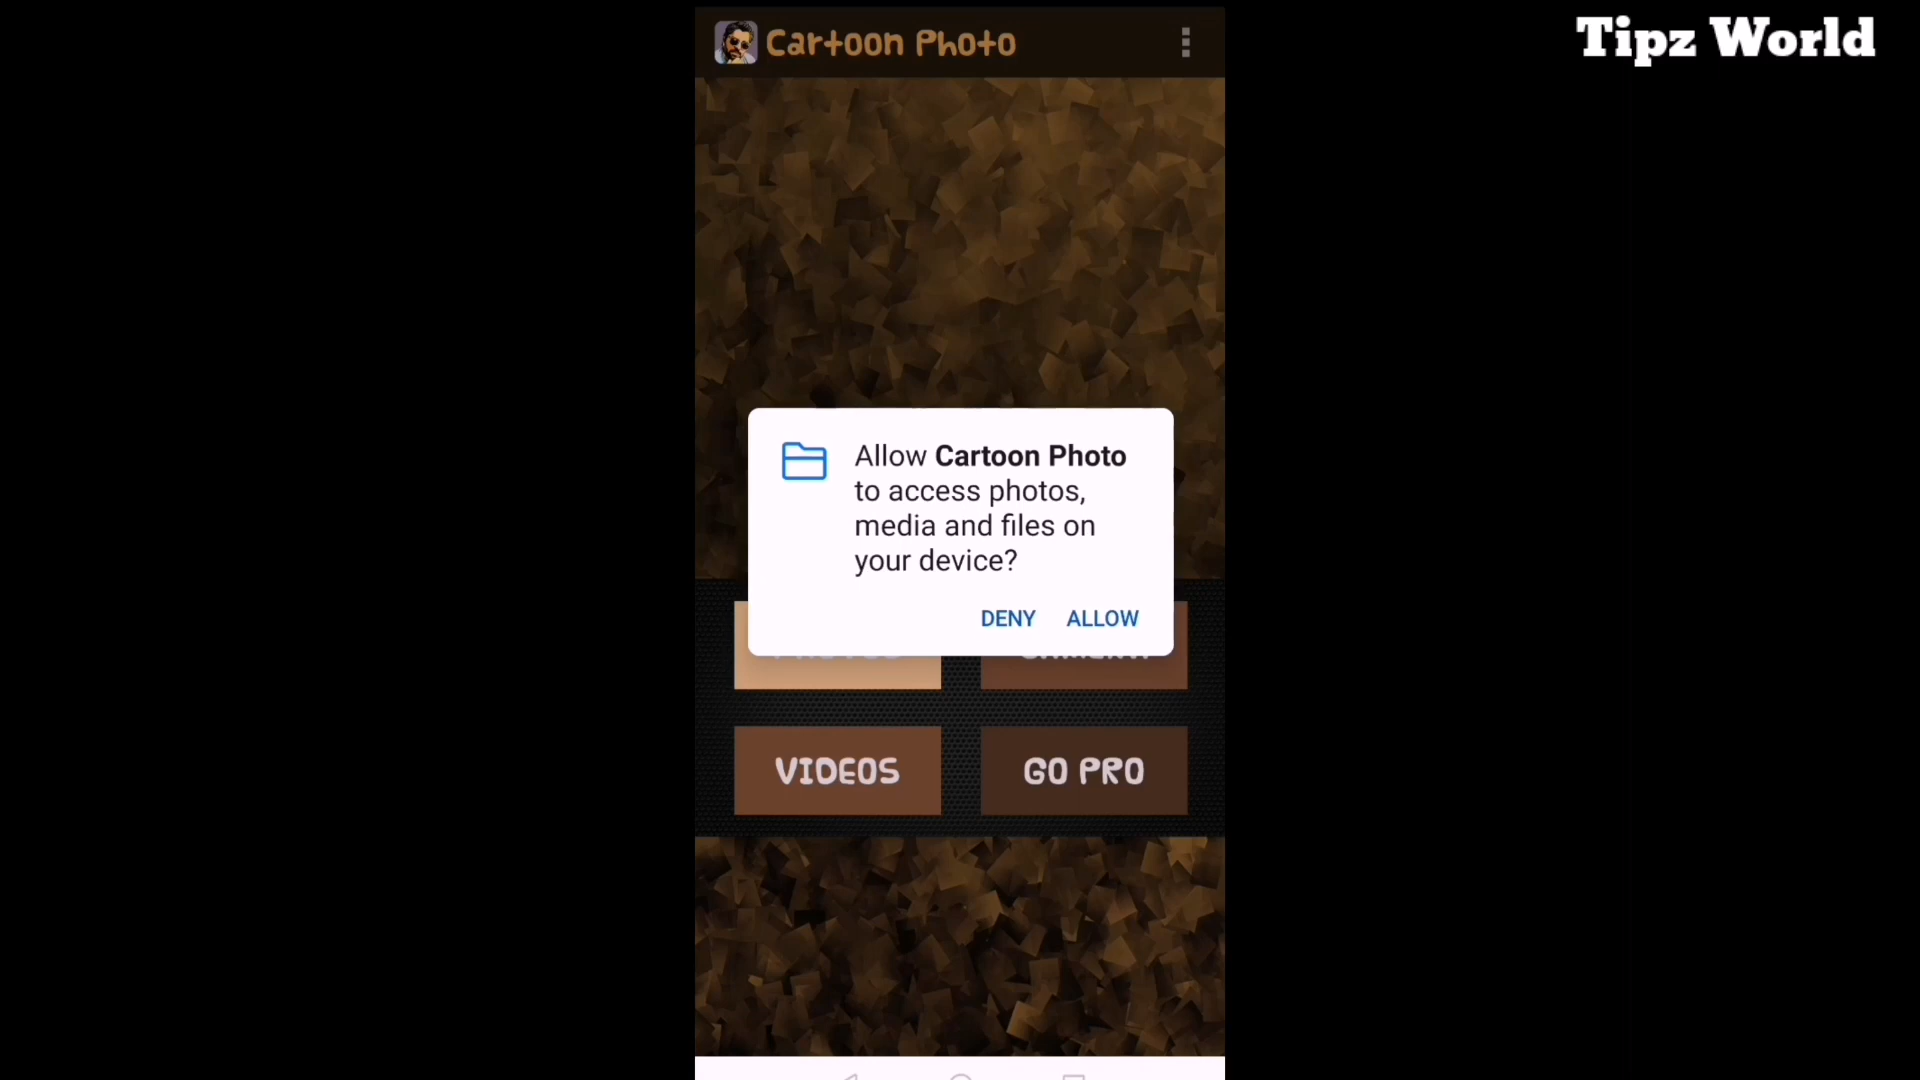 Cartoon Photo
Tipz World
Allow Cartoon Photo
to access photos,
media and files on
your device?
DENY ALLOW
VIDEOS
GO PRO